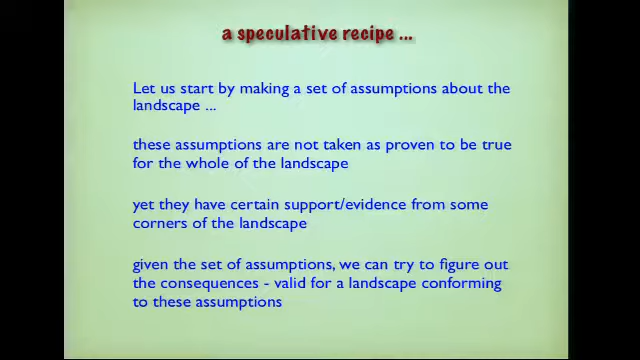 a speculative recipe ...
Let us start by making a set of assumptions about the
landscape ...
these assumptions are not taken as proven to be true
for the whole of the landscape
yet they have certain support/evidence from some
corners of the landscape
given the set of assumptions, we can try to figure out
the consequences - valid for a landscape conforming
to these assumptions